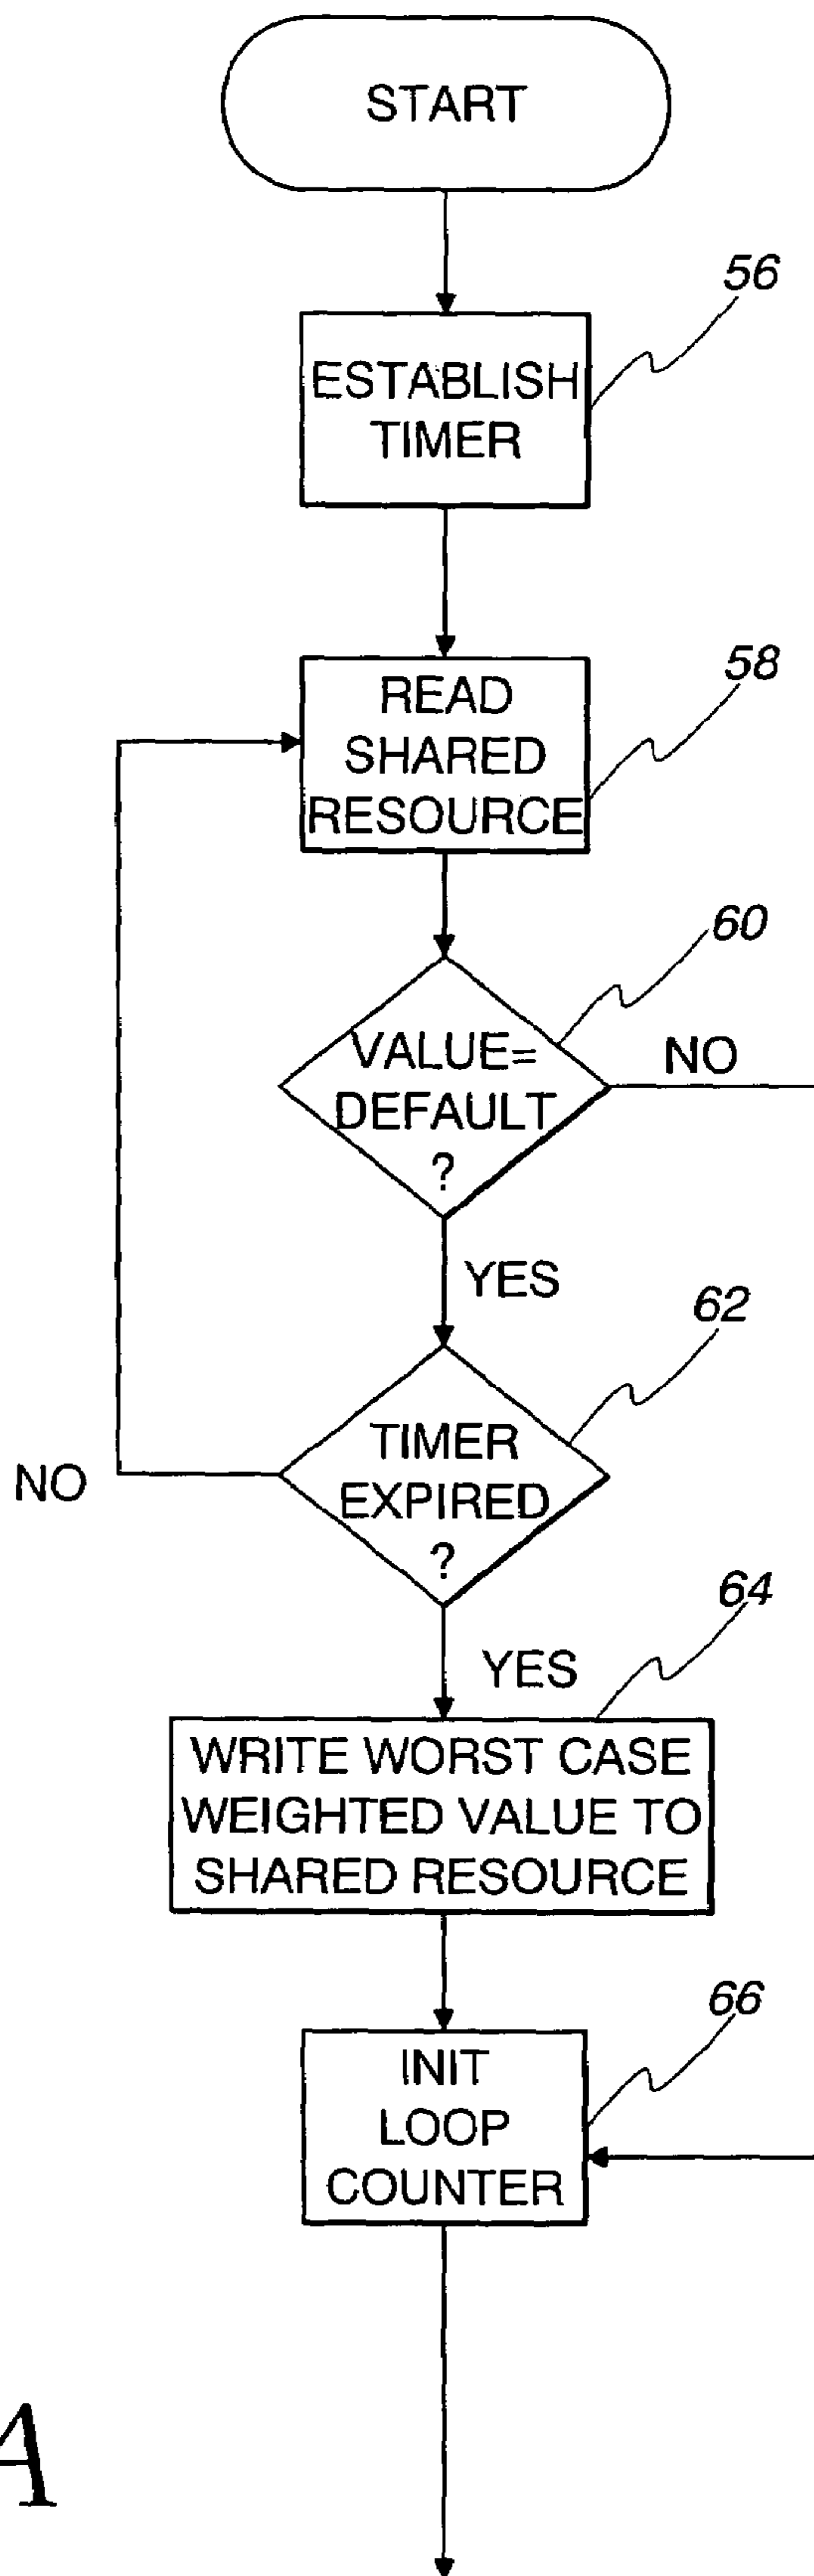 START
56
ESTABLISH
TIMER
58
READ
SHARED
RESOURCE
60
VALUE=
DEFAULT
?
NO
YES
62
TIMER
EXPIRED
?
NO
64
YES
WRITE WORST CASE
WEIGHTED VALUE TO
SHARED RESOURCE
66
INIT
LOOP
COUNTER
A